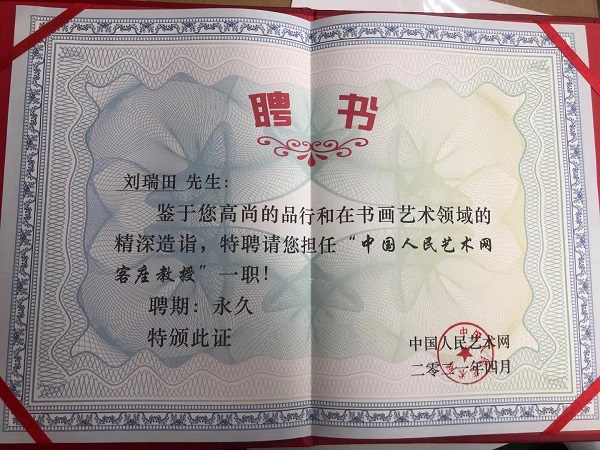 聘书
刘瑞田 先生：
鉴于您高尚的品行和在书画艺术领域的
精深造诣，特聘请您担任“中国人民艺术网
客座教授”一职！
聘期：永久
特颁此证
中国人民艺术网
二零 年四月